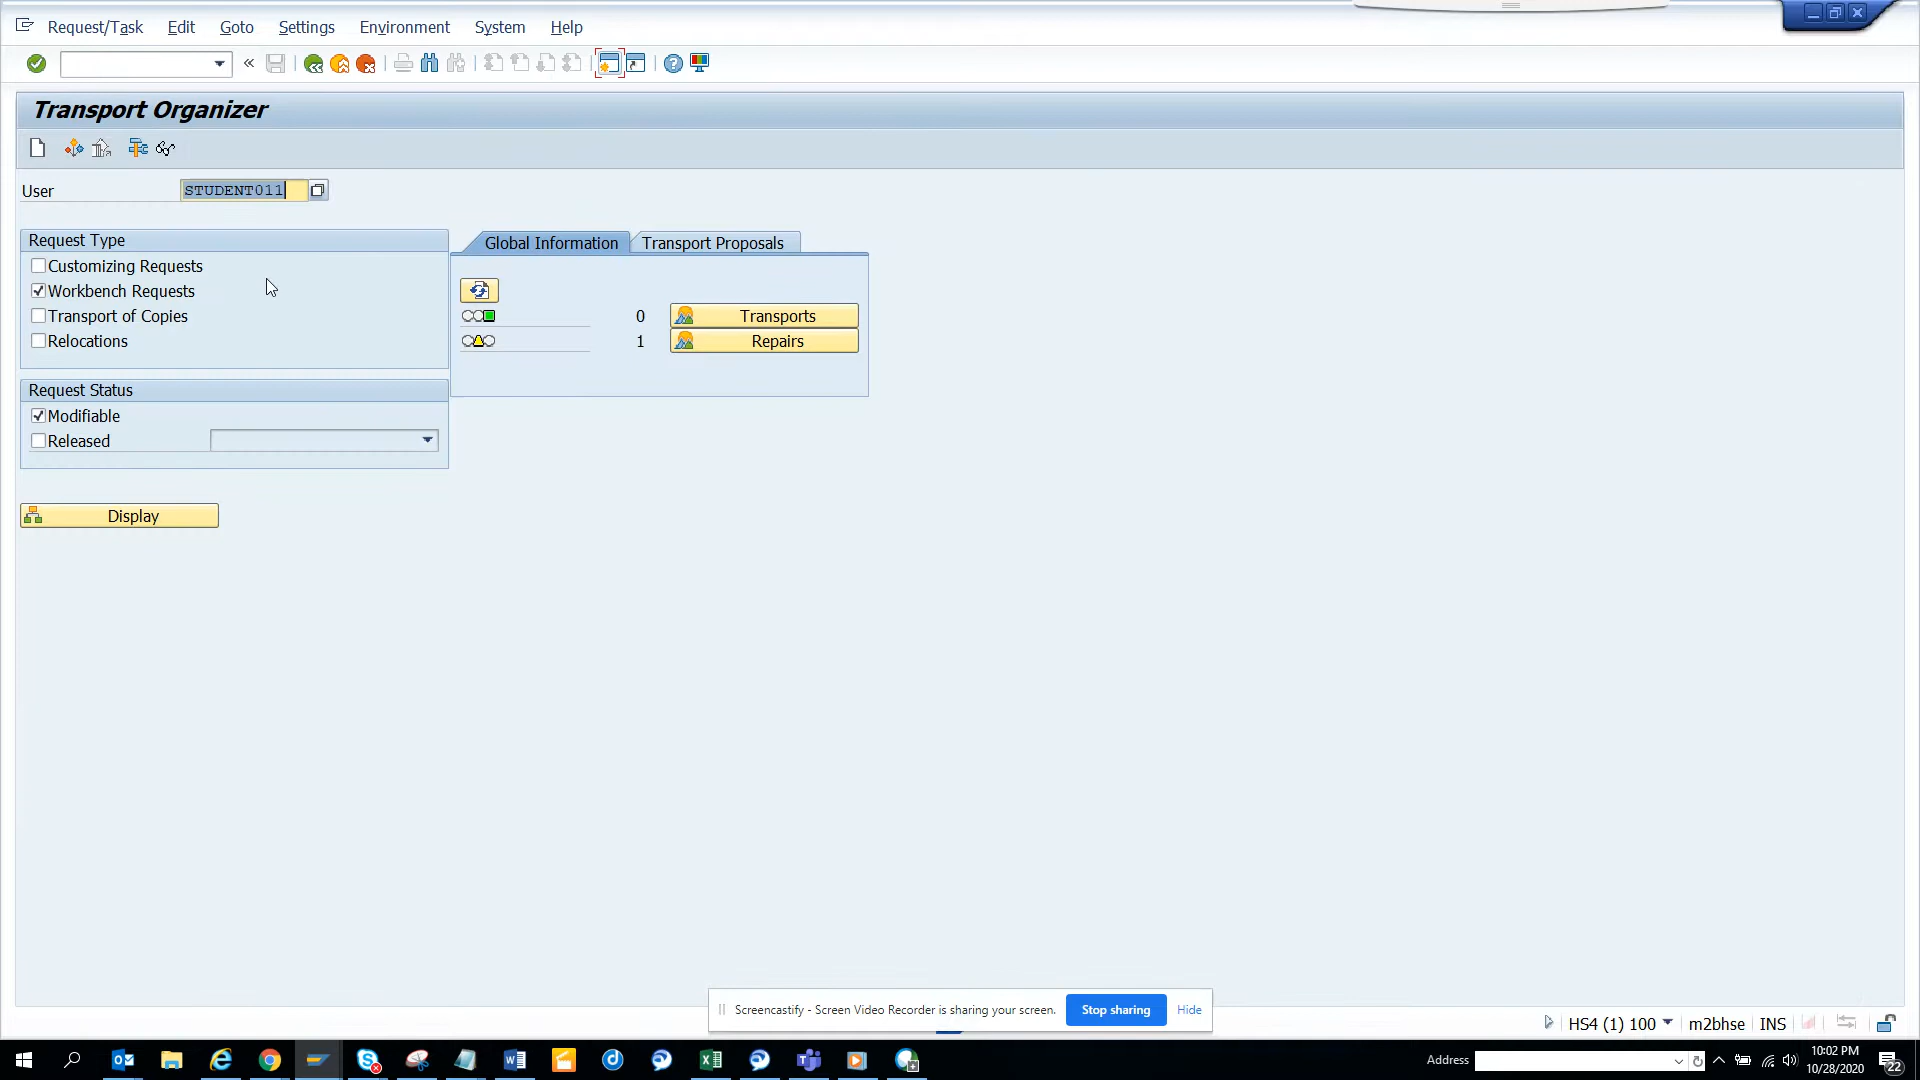 Request/Task Edit Goto Settings Environment System Help
«
Transport Organizer
User STUDENT011
Request Type
Customizing Requests
Workbench Requests
Transport of Copies
Relocations
Global Information Transport Proposals
0 Transports
1 Repairs
Request Status
Modifiable
Released
Display
Screencastify - Screen Video Recorder is sharing your screen. Stop sharing Hide
HS4 (1) 100 m2bhse INS
Address
10:02 PM
10/28/2020
22